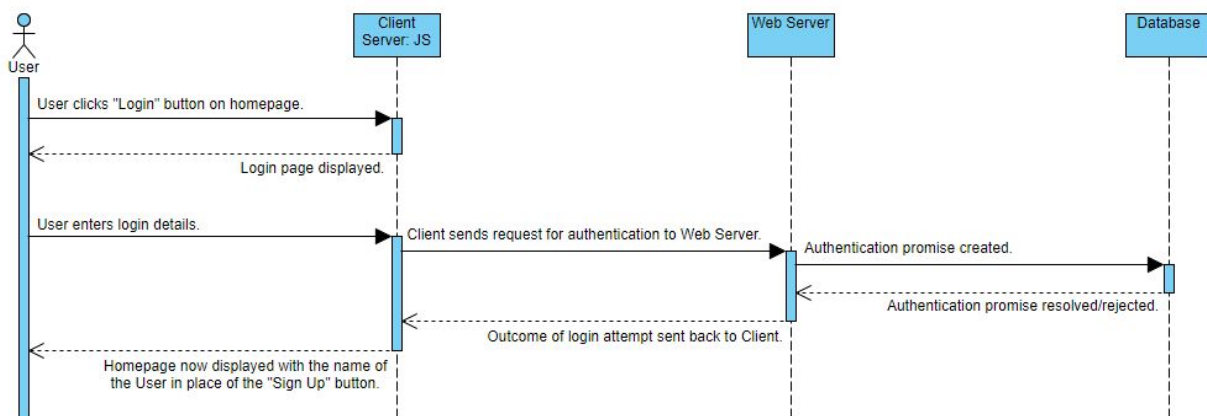 Client
Server: JS
Web Server
Database
User
User clicks "Login" button on homepage.
Login page displayed.
User enters login details.
Client sends request for authentication to Web Server.
Authentication promise created.
Authentication promise resolved/rejected.
Outcome of login attempt sent back to Client.
Homepage now displayed with the name of
the User in place of the "Sign Up" button.